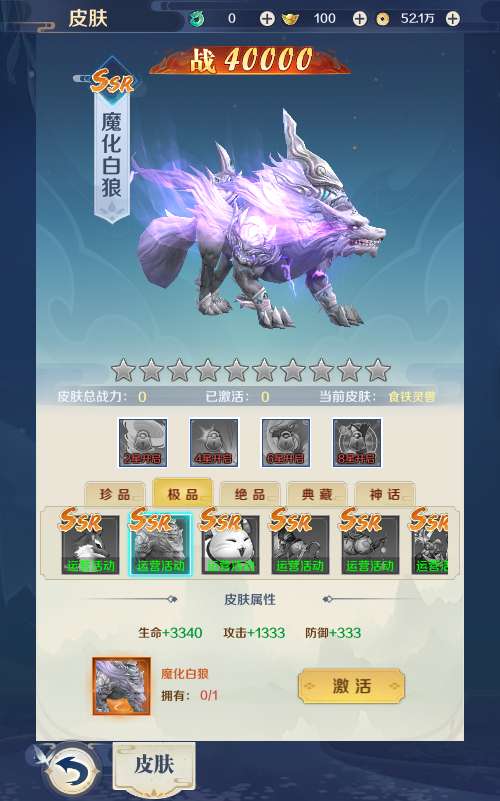 皮肤 0 100 52.1万
战 40000
SSR
魔化白狼
皮肤总战力： 0 已激活： 0 当前皮肤： 食铁灵兽
2星开启 4星开启 6星开启 8星开启
珍品 极品 绝品 典藏 神话
SSR SSR SSR SSR SSR SSR
运营活动 运营活动 运营活动 运营活动 运营活动 运营
皮肤属性
生命+3340 攻击+1333 防御+333
魔化白狼
拥有： 0/1
激活
皮肤